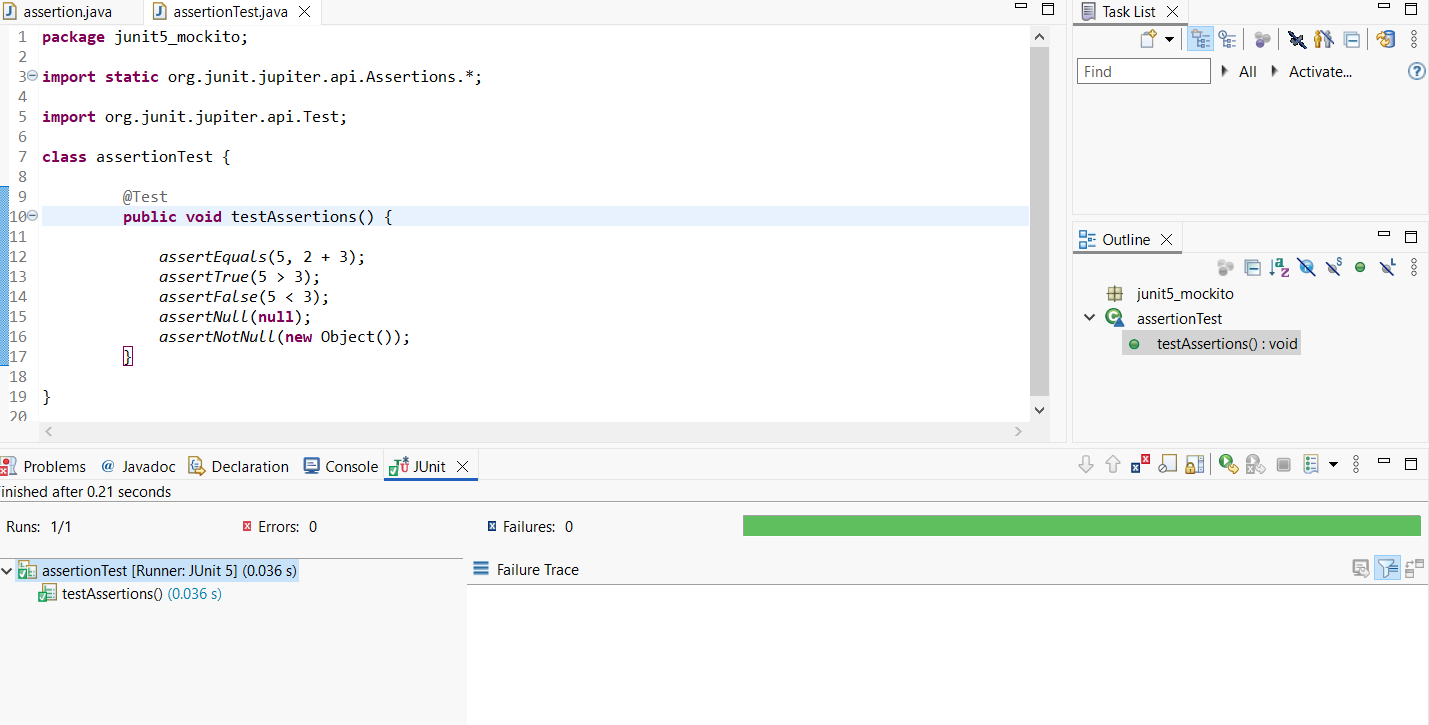 assertion.java
assertionTest.java
1 package junit5_mockito;
2
3 import static org.junit.jupiter.api.Assertions.*;
4
5 import org.junit.jupiter.api.Test;
6
7 class assertionTest {
8
9 @Test
10 public void testAssertions() {
11
12 assertEquals(5, 2 + 3);
13 assertTrue(5 > 3);
14 assertFalse(5 < 3);
15 assertNull(null);
16 assertNotNull(new Object());
17 }
18
19 }
20
Task List
Find
All
Activate...
Outline
junit5_mockito
assertionTest
testAssertions() : void
Problems @ Javadoc Declaration Console JUnit
inished after 0.21 seconds
Runs: 1/1 Errors: 0 Failures: 0
assertionTest [Runner: JUnit 5] (0.036 s)
testAssertions() (0.036 s)
Failure Trace